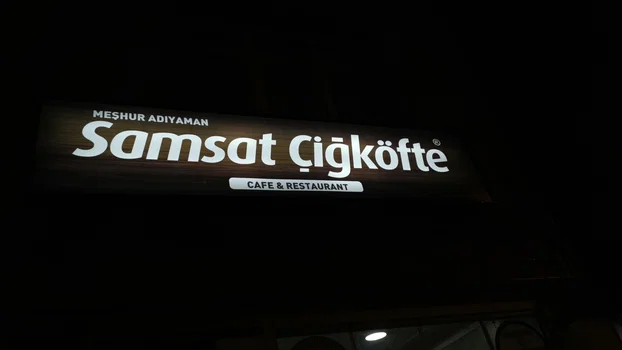 MEŞHUR ADIYAMAN
Samsat Çiğköfte®
CAFE & RESTAURANT